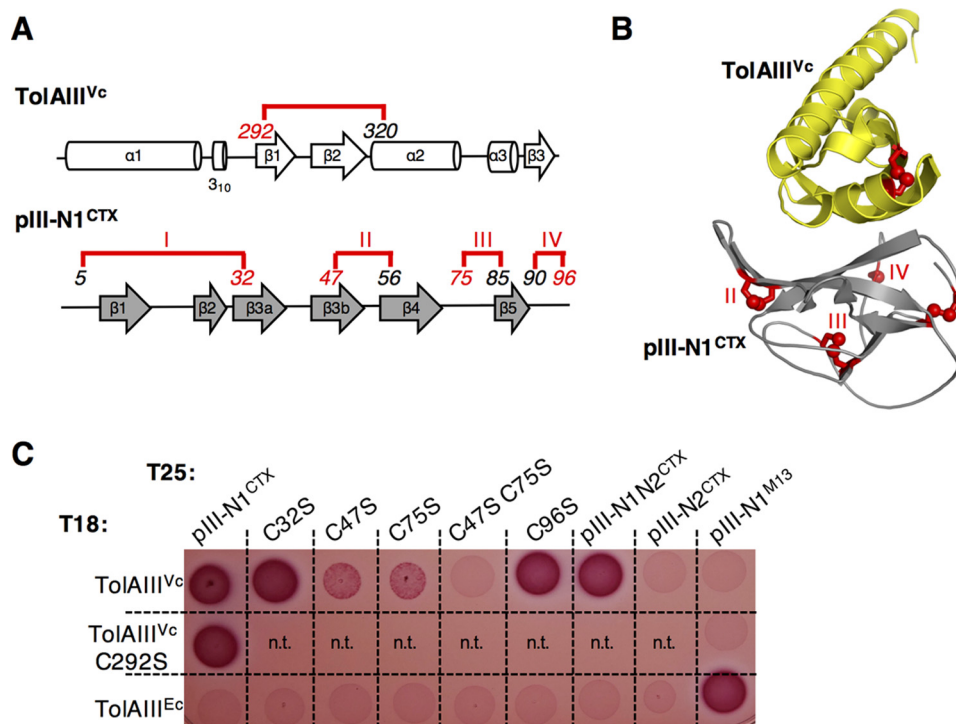 A
B
TolAIII^Vc
292 320
α1 β1 β2 α2 α3 β3
3₁₀
pIII-N1^CTX
I II III IV
5 32 47 56 75 85 90 96
β1 β2 β3a β3b β4 β5
TolAIII^Vc
II III IV
pIII-N1^CTX
C
T25:
T18:
pIII-N1^CTX C32S C47S C75S C47S C75S C96S pIII-N1N2^CTX pIII-N2^CTX pIII-N1^M13
TolAIII^Vc
TolAIII^Vc
C292S
n.t. n.t. n.t. n.t. n.t. n.t. n.t.
TolAIII^Ec